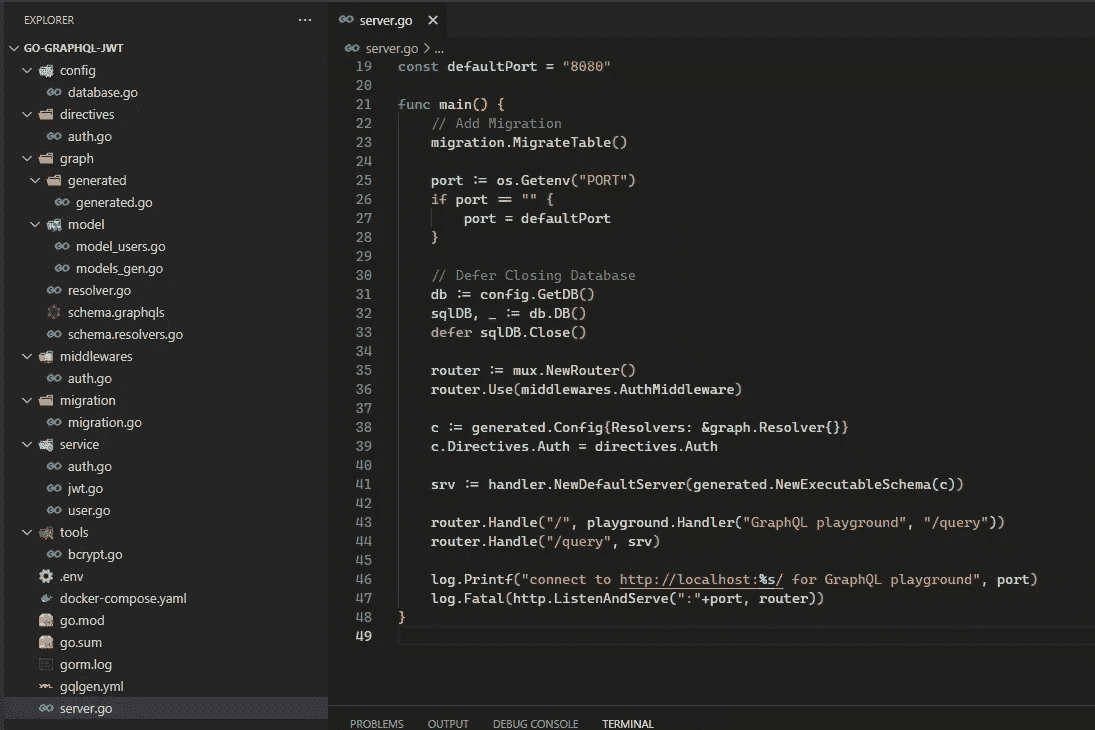 EXPLORER
...
GO-GRAPHQL-JWT
config
database.go
directives
auth.go
graph
generated
generated.go
model
model_users.go
models_gen.go
resolver.go
schema.graphqls
schema.resolvers.go
middlewares
auth.go
migration
migration.go
service
auth.go
jwt.go
user.go
tools
bcrypt.go
.env
docker-compose.yaml
go.mod
go.sum
gorm.log
gqlgen.yml
server.go
server.go
server.go > ...
19 const defaultPort = "8080"
20
21 func main() {
22     // Add Migration
23     migration.MigrateTable()
24
25     port := os.Getenv("PORT")
26     if port == "" {
27         port = defaultPort
28     }
29
30     // Defer Closing Database
31     db := config.GetDB()
32     sqlDB, _ := db.DB()
33     defer sqlDB.Close()
34
35     router := mux.NewRouter()
36     router.Use(middlewares.AuthMiddleware)
37
38     c := generated.Config{Resolvers: &graph.Resolver{}}
39     c.Directives.Auth = directives.Auth
40
41     srv := handler.NewDefaultServer(generated.NewExecutableSchema(c))
42
43     router.Handle("/", playground.Handler("GraphQL playground", "/query"))
44     router.Handle("/query", srv)
45
46     log.Printf("connect to http://localhost:%s/ for GraphQL playground", port)
47     log.Fatal(http.ListenAndServe(":"+port, router))
48 }
49
PROBLEMS OUTPUT DEBUG CONSOLE TERMINAL